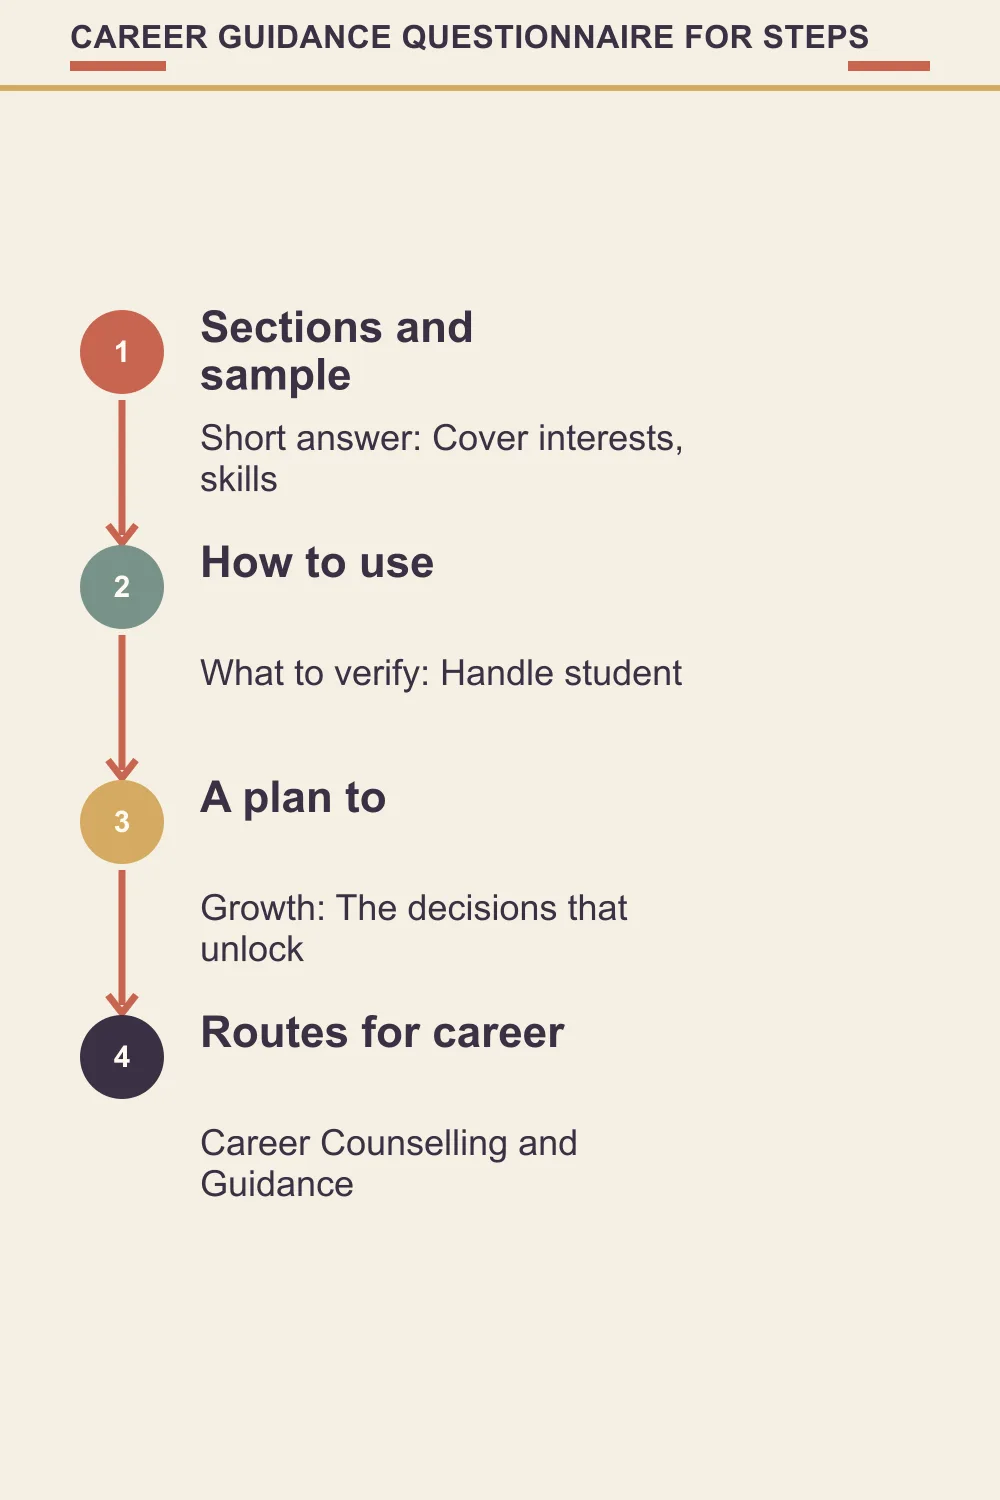 CAREER GUIDANCE QUESTIONNAIRE FOR STEPS
1
Sections and
sample
Short answer: Cover interests,
skills
2
How to use
What to verify: Handle student
3
A plan to
Growth: The decisions that
unlock
4
Routes for career
Career Counselling and
Guidance